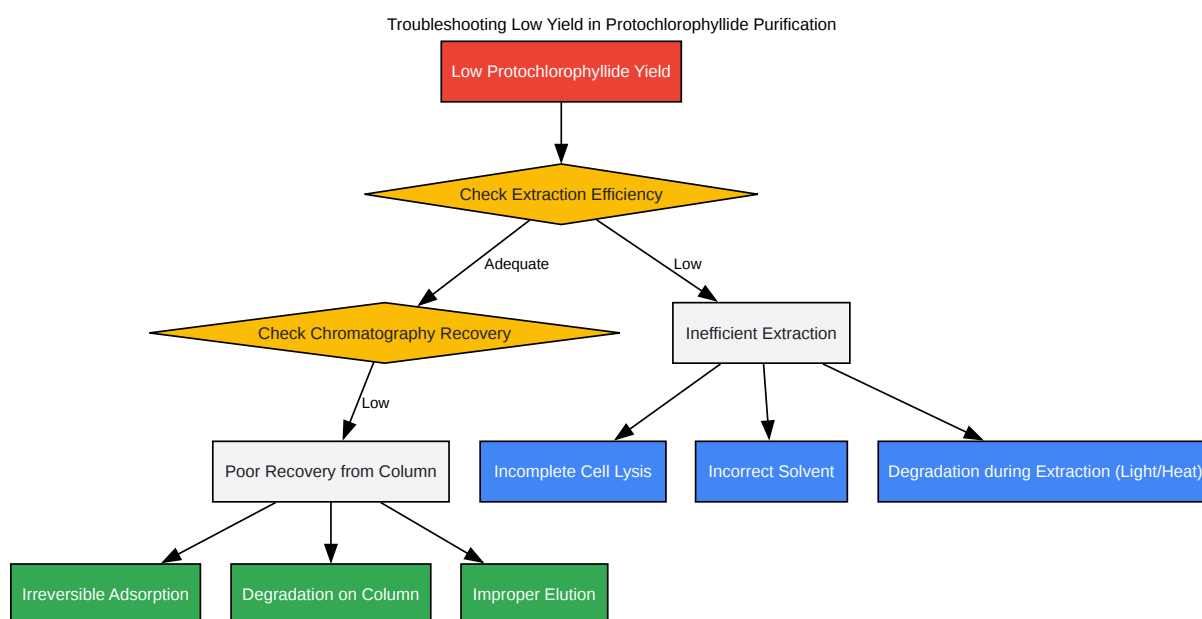 Troubleshooting Low Yield in Protochlorophyllide Purification
Low Protochlorophyllide Yield
Check Extraction Efficiency
Adequate
Low
Check Chromatography Recovery
Inefficient Extraction
Low
Poor Recovery from Column
Incomplete Cell Lysis
Incorrect Solvent
Degradation during Extraction (Light/Heat)
Irreversible Adsorption
Degradation on Column
Improper Elution